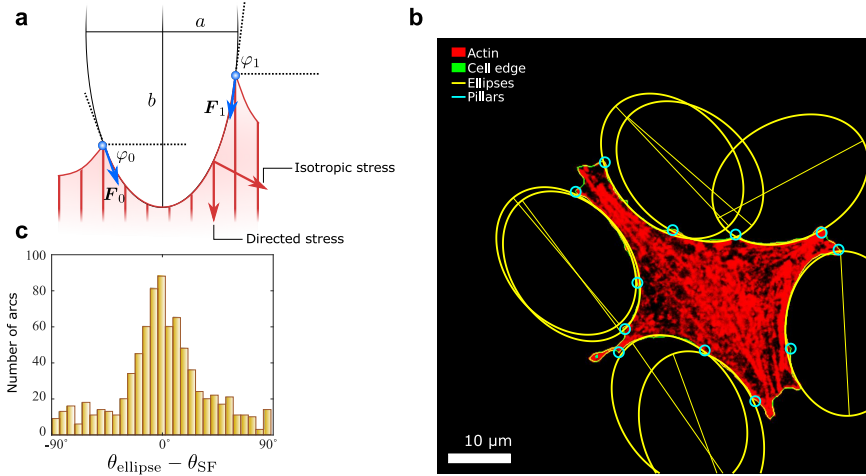 a
a
b
φ1
F1
φ0
F0
Isotropic stress
Directed stress
b
Actin
Cell edge
Ellipses
Pillars
10 μm
c
Number of arcs
100
80
60
40
20
0
-90° 0° 90°
θellipse − θSF